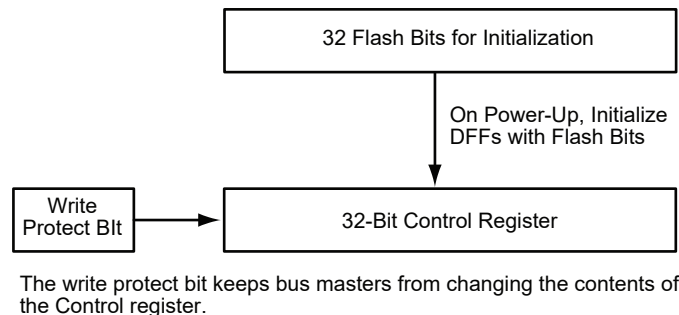 32 Flash Bits for Initialization
On Power-Up, Initialize
DFFs with Flash Bits
Write
Protect BIt
32-Bit Control Register
The write protect bit keeps bus masters from changing the contents of
the Control register.